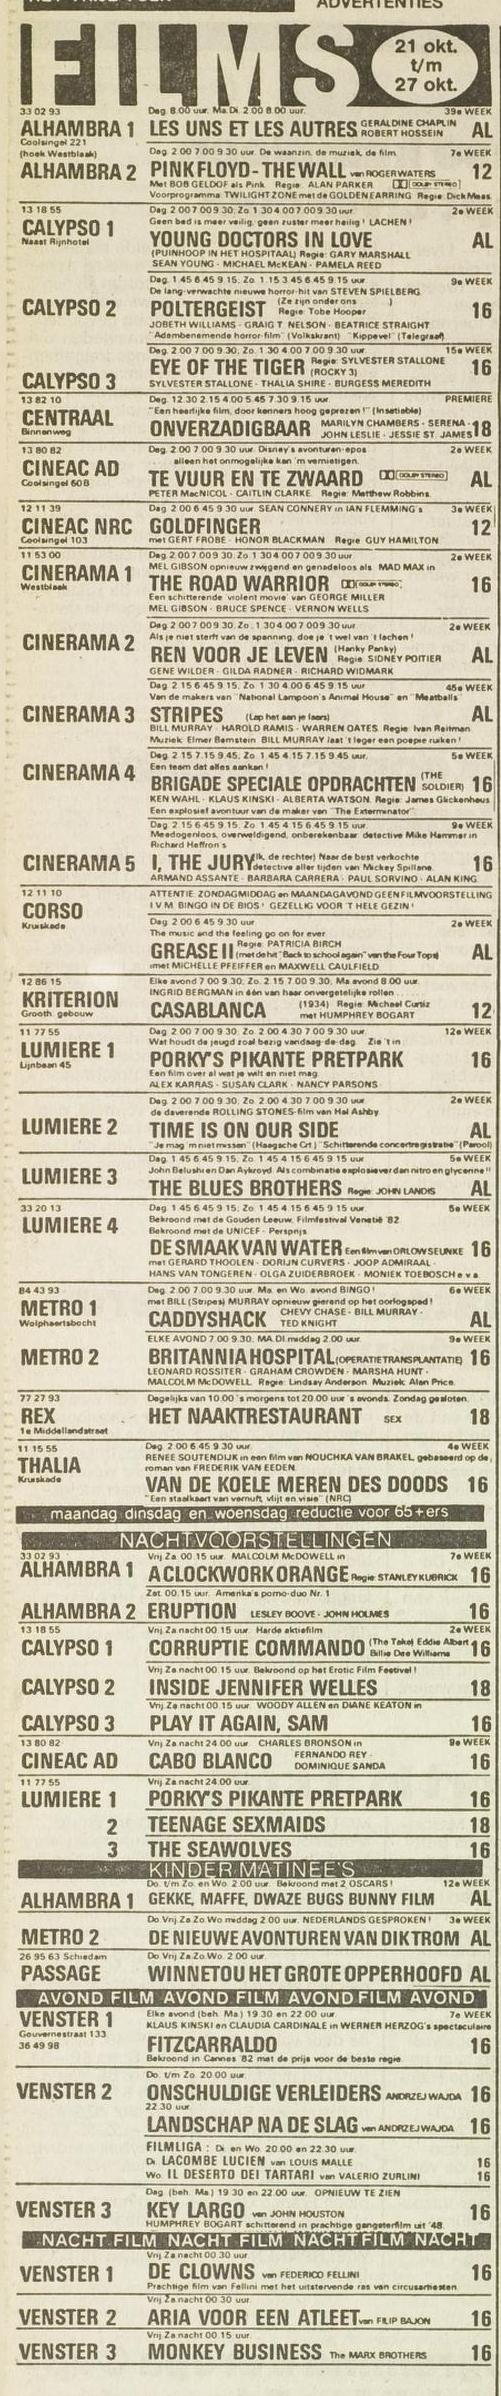 ADVERTENTIES
FILMS
21 okt.
t/m
27 okt.
33 02 93 Dag. 8.00 uur. Ma. Di. 2.00 8.00 uur. 39e WEEK
ALHAMBRA 1 LES UNS ET LES AUTRES GERALDINE CHAPLIN ROBERT HOSSEIN AL
Coolsingel 221
(hoek Westblaak) Dag. 2.00 7.00 9.30 uur. De waanzin, de muziek, de film. 7e WEEK
ALHAMBRA 2 PINK FLOYD - THE WALL van ROGER WATERS 12
Met BOB GELDOF als Pink. Regie: ALAN PARKER DOLBY STEREO
Voorprogramma: TWILIGHT ZONE met de GOLDEN EARRING. Regie: Dick Maas.
13 18 55 Dag. 2.00 7.00 9.30; Zo. 1.30 4.00 7.00 9.30 uur. 2e WEEK
Geen bad is meer veilig, geen zuster meer heilig! LACHEN!
CALYPSO 1 YOUNG DOCTORS IN LOVE AL
Naast Rijnhotel (PUINHOOP IN HET HOSPITAAL) Regie: GARY MARSHALL
SEAN YOUNG - MICHAEL McKEAN - PAMELA REED
Dag. 1.45 6.45 9.15; Zo. 1.15 3.45 6.45 9.15 uur. 9e WEEK
De lang-verwachte nieuwe horror-hit van STEVEN SPIELBERG
CALYPSO 2 POLTERGEIST (Ze zijn onder ons . . . .) Regie: Tobe Hooper 16
JOBETH WILLIAMS - GRAIG T. NELSON - BEATRICE STRAIGHT
"Adembenemende horror-film" (Volkskrant) "Kippevel" (Telegraaf)
Dag. 2.00 7.00 9.30; Zo. 1.30 4.00 7.00 9.30 uur. 15e WEEK
CALYPSO 3 EYE OF THE TIGER Regie: SYLVESTER STALLONE (ROCKY 3) 16
SYLVESTER STALLONE - THALIA SHIRE - BURGESS MEREDITH
13 82 10 Dag. 12.30 2.15 4.00 5.45 7.30 9.15 uur. PREMIERE
"Een heerlijke film, door kenners hoog geprezen!" (Insatiable)
CENTRAAL ONVERZADIGBAAR MARILYN CHAMBERS - SERENA - JOHN LESLIE - JESSIE ST. JAMES 18
Binnenweg
13 80 82 Dag. 2.00 7.00 9.30 uur. Disney's avonturen-epos 2e WEEK
. . . . alleen het onmogelijke kan 'm vernietigen.
CINEAC AD TE VUUR EN TE ZWAARD DOLBY STEREO AL
Coolsingel 60B PETER MacNICOL - CAITLIN CLARKE. Regie: Matthew Robbins.
12 11 39 Dag. 2.00 6.45 9.30 uur. SEAN CONNERY in IAN FLEMMING's 3e WEEK
CINEAC NRC GOLDFINGER 12
Coolsingel 103 met GERT FROBE - HONOR BLACKMAN Regie GUY HAMILTON
11 53 00 Dag. 2.00 7.00 9.30; Zo. 1.30 4.00 7.00 9.30 uur. 2e WEEK
MEL GIBSON opnieuw zwijgend en genadeloos als MAD MAX in
CINERAMA 1 THE ROAD WARRIOR DOLBY STEREO 16
Westblaak Een schitterende 'violent movie' van GEORGE MILLER
MEL GIBSON - BRUCE SPENCE - VERNON WELLS
Dag. 2.00 7.00 9.30; Zo. 1.30 4.00 7.00 9.30 uur. 2e WEEK
Als je niet sterft van de spanning, doe je 't wel van 't lachen!
CINERAMA 2 REN VOOR JE LEVEN (Hanky Panky) Regie: SIDNEY POITIER AL
GENE WILDER - GILDA RADNER - RICHARD WIDMARK
Dag. 2.15 6.45 9.15; Zo. 1.30 4.00 6.45 9.15 uur. 45e WEEK
Van de makers van "National Lampoon's Animal House" en "Meatballs"
CINERAMA 3 STRIPES (Lap het aan je laars) AL
BILL MURRAY - HAROLD RAMIS - WARREN OATES. Regie: Ivan Reitman.
Muziek: Elmer Bernstein. BILL MURRAY laat 't leger een poepie ruiken!
Dag. 2.15 7.15 9.45; Zo. 1.45 4.15 7.15 9.45 uur. 5e WEEK
Een team dat alles aankan!
CINERAMA 4 BRIGADE SPECIALE OPDRACHTEN (THE SOLDIER) 16
KEN WAHL - KLAUS KINSKI - ALBERTA WATSON. Regie: James Glickenhaus
Een explosief avontuur van de maker van "The Exterminator".
Dag. 2.15 6.45 9.15; Zo. 1.45 4.15 6.45 9.15 uur. 9e WEEK
Meedogenloos, overweldigend, onberekenbaar: detective Mike Hammer in
Richard Heffron's
CINERAMA 5 I, THE JURY (Ik, de rechter) Naar de best verkochte detective aller tijden van Mickey Spillane. 16
ARMAND ASSANTE - BARBARA CARRERA - PAUL SORVINO - ALAN KING
12 11 10 ATTENTIE: ZONDAGMIDDAG en MAANDAGAVOND GEEN FILMVOORSTELLING
CORSO I.V.M. BINGO IN DE BIOS! GEZELLIG VOOR 'T HELE GEZIN!
Kruiskade Dag. 2.00 6.45 9.30 uur. 2e WEEK
The music and the feeling go on for ever.
GREASE II Regie: PATRICIA BIRCH (met de hit "Back to school again" van the Four Tops) AL
met MICHELLE PFEIFFER en MAXWELL CAULFIELD
12 86 15 Elke avond 7.00 9.30; Zo. 2.15 7.00 9.30; Ma. avond 8.00 uur.
INGRID BERGMAN in één van haar onvergetelijke rollen . . .
KRITERION CASABLANCA (1934) Regie: Michael Curtiz met HUMPHREY BOGART 12
Grooth. gebouw
11 77 55 Dag. 2.00 7.00 9.30; Zo. 2.00 4.30 7.00 9.30 uur. 12e WEEK
Wat houdt de jeugd zoal bezig vandaag-de-dag. Zie 't in:
LUMIERE 1 PORKY'S PIKANTE PRETPARK 16
Lijnbaan 45 Een film over al wat je wilt en niet mag.
ALEX KARRAS - SUSAN CLARK - NANCY PARSONS
Dag. 2.00 7.00 9.30; Zo. 2.00 4.30 7.00 9.30 uur. 2e WEEK
de daverende ROLLING STONES-film van Hal Ashby.
LUMIERE 2 TIME IS ON OUR SIDE AL
"Je mag 'm niet missen" (Haagsche Crt.) "Schitterende concertregistratie" (Parool)
Dag. 1.45 6.45 9.15; Zo. 1.45 4.15 6.45 9.15 uur. 5e WEEK
John Belushi en Dan Aykroyd. Als combinatie explosiever dan nitro en glycerine!!
LUMIERE 3 THE BLUES BROTHERS Regie: JOHN LANDIS AL
33 20 13 Dag. 1.45 6.45 9.15; Zo. 1.45 4.15 6.45 9.15 uur. 5e WEEK
LUMIERE 4 Bekroond met de Gouden Leeuw, Filmfestival Venetië '82.
Bekroond met de UNICEF - Persprijs
DE SMAAK VAN WATER Een film van ORLOW SEUNKE 16
met GERARD THOOLEN - DORIJN CURVERS - JOOP ADMIRAAL -
HANS VAN TONGEREN - OLGA ZUIDERBROEK - MONIEK TOEBOSCH e.v.a.
84 43 93 Dag. 2.00 7.00 9.30 uur. Ma. en Wo. avond BINGO! 6e WEEK
met BILL (Stripes) MURRAY opnieuw gierend op het oorlogspad!
METRO 1 CADDYSHACK CHEVY CHASE - BILL MURRAY - TED KNIGHT AL
Wolphaertsbocht
ELKE AVOND 7.00 9.30. MA. DI. middag 2.00 uur. 9e WEEK
METRO 2 BRITANNIA HOSPITAL (OPERATIE TRANSPLANTATIE) 16
LEONARD ROSSITER - GRAHAM CROWDEN - MARSHA HUNT -
MALCOLM McDOWELL. Regie: Lindsay Anderson. Muziek: Alan Price.
77 27 93 Dagelijks van 10.00 's morgens tot 20.00 uur 's avonds. Zondag gesloten.
REX HET NAAKTRESTAURANT SEX 18
1e Middellandstraat
11 15 55 Dag. 2.00 6.45 9.30 uur. 4e WEEK
RENEE SOUTENDIJK in een film van NOUCHKA VAN BRAKEL, gebaseerd op de
THALIA roman van FREDERIK VAN EEDEN.
Kruiskade VAN DE KOELE MEREN DES DOODS 16
"Een staalkaart van vernuft, vlijt en visie" (NRC)
maandag dinsdag en woensdag reductie voor 65+ers
NACHTVOORSTELLINGEN
33 02 93 Vrij. Za. 00.15 uur. MALCOLM McDOWELL in 7e WEEK
ALHAMBRA 1 A CLOCKWORK ORANGE Regie: STANLEY KUBRICK 16
Zat. 00.15 uur. Amerika's porno-duo Nr. 1
ALHAMBRA 2 ERUPTION LESLEY BOOVE - JOHN HOLMES 16
13 18 55 Vrij. Za. nacht 00.15 uur. Harde aktiefilm 2e WEEK
CALYPSO 1 CORRUPTIE COMMANDO (The Take) Eddie Albert Billie Dee Williams 16
Vrij. Za. nacht 00.15 uur. Bekroond op het Erotic Film Festival!
CALYPSO 2 INSIDE JENNIFER WELLES 18
Vrij. Za. nacht 00.15 uur. WOODY ALLEN en DIANE KEATON in
CALYPSO 3 PLAY IT AGAIN, SAM 16
13 80 82 Vrij. Za. nacht 24.00 uur. CHARLES BRONSON in 9e WEEK
CINEAC AD CABO BLANCO FERNANDO REY - DOMINIQUE SANDA 16
11 77 55 Vrij. Za. nacht 24.00 uur.
LUMIERE 1 PORKY'S PIKANTE PRETPARK 16
2 TEENAGE SEXMAIDS 18
3 THE SEAWOLVES 16
KINDER MATINEE'S
Do. t/m Zo. en Wo. 2.00 uur. Bekroond met 2 OSCARS! 12e WEEK
ALHAMBRA 1 GEKKE, MAFFE, DWAZE BUGS BUNNY FILM AL
Do. Vrij. Za. Zo. Wo. middag 2.00 uur. NEDERLANDS GESPROKEN! 3e WEEK
METRO 2 DE NIEUWE AVONTUREN VAN DIK TROM AL
26 95 63 Schiedam Do. Vrij. Za. Zo. Wo. 2.00 uur.
PASSAGE WINNETOU HET GROTE OPPERHOOFD AL
AVOND FILM AVOND FILM AVOND FILM AVOND
VENSTER 1 Elke avond (beh. Ma.) 19.30 en 22.00 uur. 7e WEEK
Gouvernestraat 133 KLAUS KINSKI en CLAUDIA CARDINALE in WERNER HERZOG's spectaculaire
36 49 98 FITZCARRALDO 16
Bekroond in Cannes '82 met de prijs voor de beste regie.
Do. t/m Zo. 20.00 uur.
VENSTER 2 ONSCHULDIGE VERLEIDERS ANDRZEJ WAJDA 16
22.30 uur.
LANDSCHAP NA DE SLAG van ANDRZEJ WAJDA 16
FILMLIGA : Di. en Wo. 20.00 en 22.30 uur.
Di. LACOMBE LUCIEN van LOUIS MALLE 16
Wo. IL DESERTO DEI TARTARI van VALERIO ZURLINI 16
Dag. (beh. Ma.) 19.30 en 22.00 uur. OPNIEUW TE ZIEN
VENSTER 3 KEY LARGO van JOHN HOUSTON 16
HUMPHREY BOGART schitterend in prachtige gangsterfilm uit '48.
NACHT FILM NACHT FILM NACHT FILM NACHT
Vrij. Za. nacht 00.30 uur.
VENSTER 1 DE CLOWNS van FEDERICO FELLINI 16
Prachtige film van Fellini met het uitstervende ras van circusartiesten.
Vrij. Za. nacht 00.30 uur.
VENSTER 2 ARIA VOOR EEN ATLEET van FILIP BAJON 16
Vrij. Za. nacht 00.15 uur.
VENSTER 3 MONKEY BUSINESS The MARX BROTHERS 16